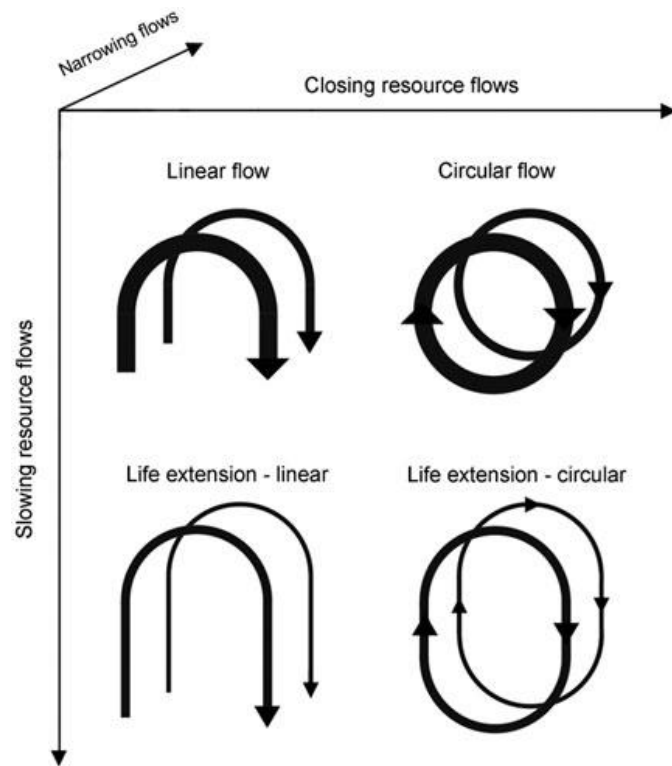 Narrowing flows
Closing resource flows
Linear flow
Circular flow
Slowing resource flows
Life extension - linear
Life extension - circular